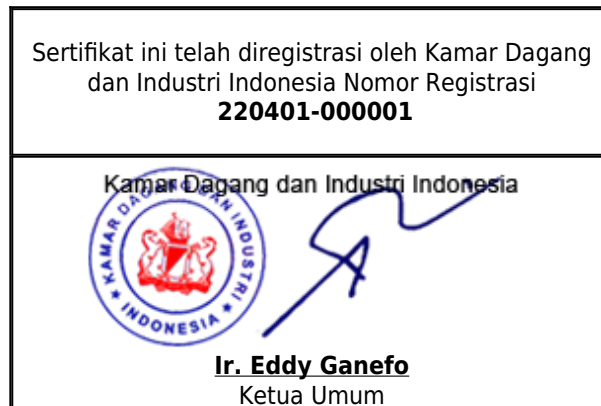 Sertifikat ini telah diregistrasi oleh Kamar Dagang
dan Industri Indonesia Nomor Registrasi
220401-000001
Kamar Dagang dan Industri Indonesia
KAMAR DAGANG DAN INDUSTRI
INDONESIA
Ir. Eddy Ganefo
Ketua Umum